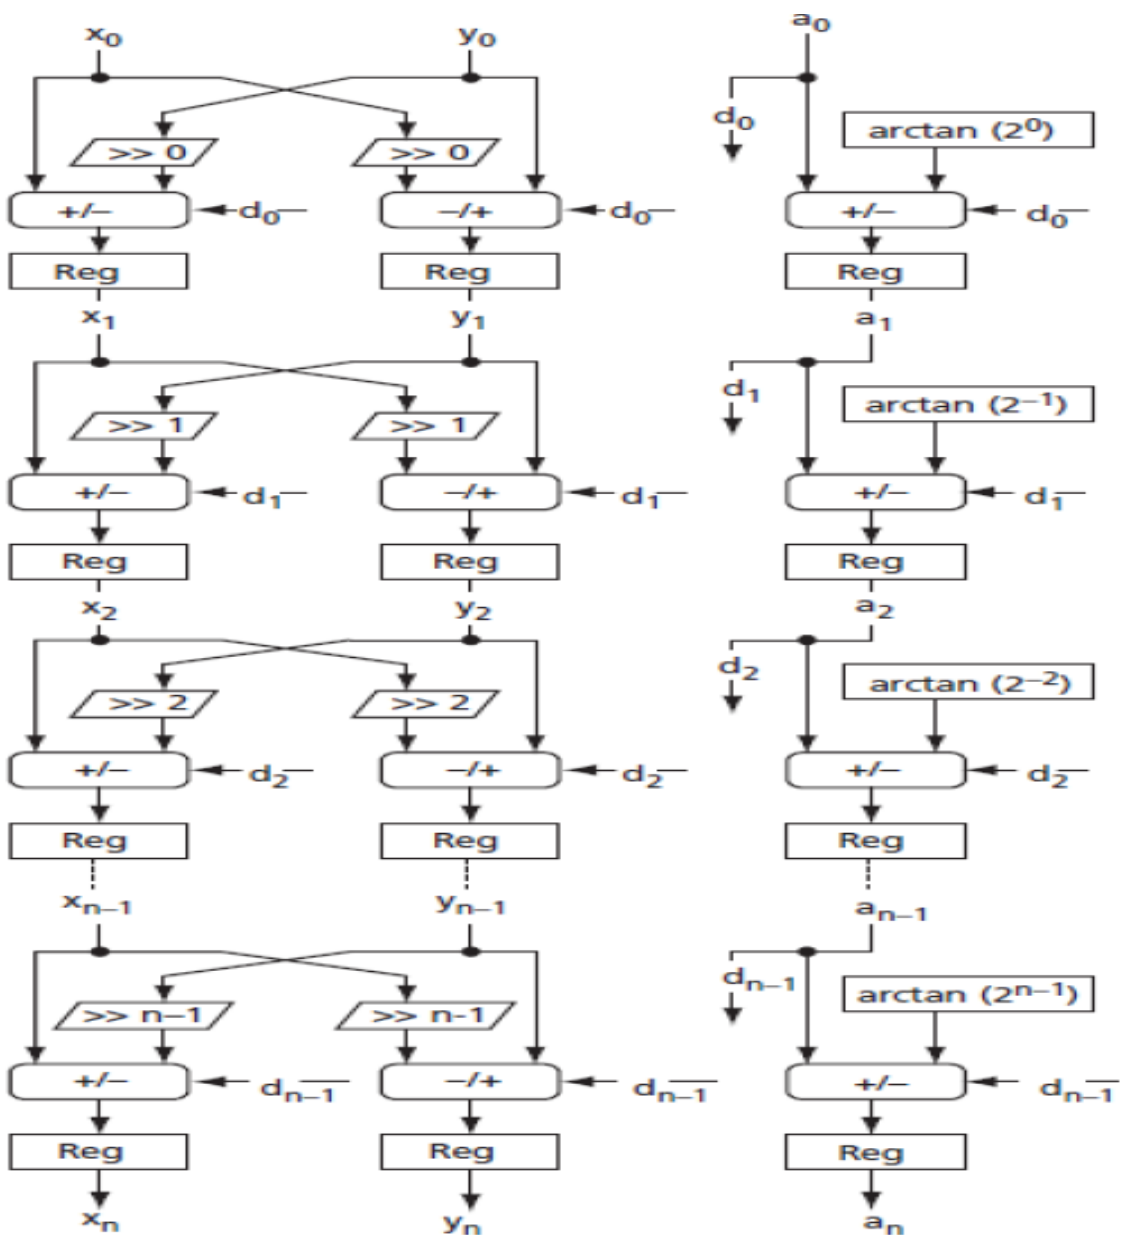 x₀ y₀ a₀
d₀ arctan (2⁰)
>> 0 >> 0
+/− d₀ −/+ d₀ +/− d₀
Reg Reg Reg
x₁ y₁ a₁
d₁ arctan (2⁻¹)
>> 1 >> 1
+/− d₁ −/+ d₁ +/− d₁
Reg Reg Reg
x₂ y₂ a₂
d₂ arctan (2⁻²)
>> 2 >> 2
+/− d₂ −/+ d₂ +/− d₂
Reg Reg Reg
xₙ₋₁ yₙ₋₁ aₙ₋₁
dₙ₋₁ arctan (2ⁿ⁻¹)
>> n−1 >> n-1
+/− dₙ₋₁ −/+ dₙ₋₁ +/− dₙ₋₁
Reg Reg Reg
xₙ yₙ aₙ